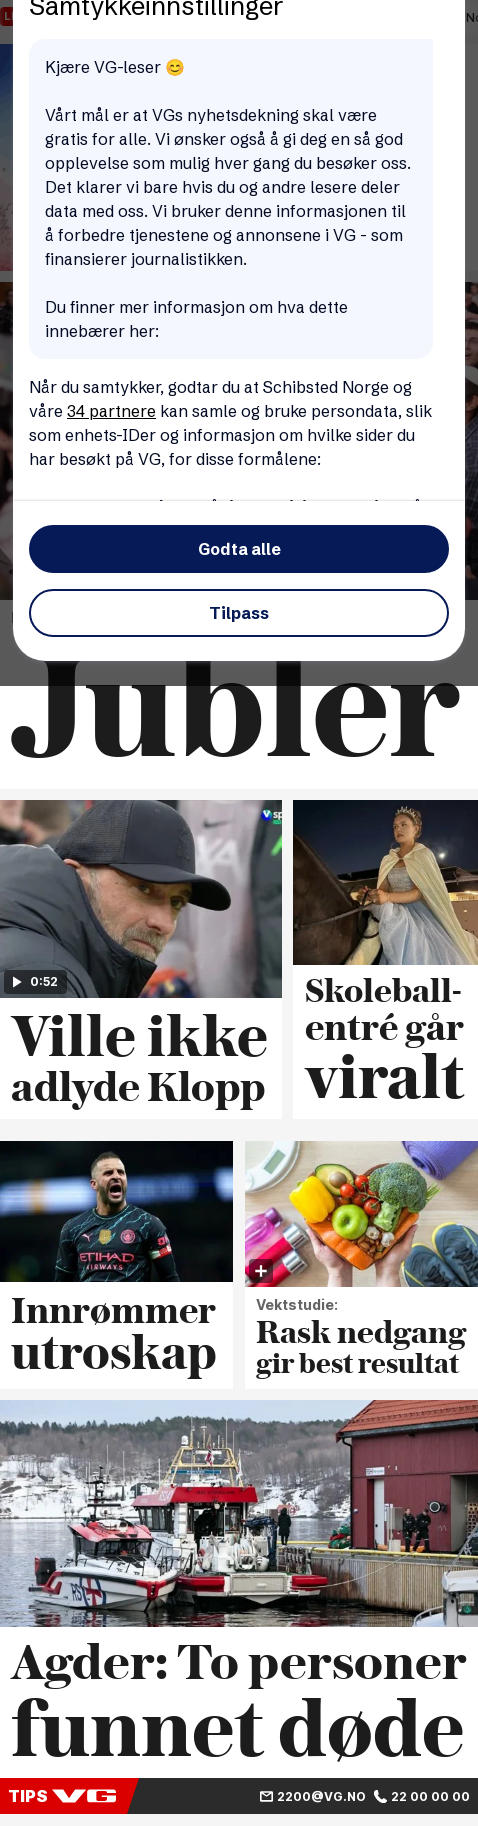 Samtykkeinnstillinger
Kjære VG-leser 😊
Vårt mål er at VGs nyhetsdekning skal være
gratis for alle. Vi ønsker også å gi deg en så god
opplevelse som mulig hver gang du besøker oss.
Det klarer vi bare hvis du og andre lesere deler
data med oss. Vi bruker denne informasjonen til
å forbedre tjenestene og annonsene i VG - som
finansierer journalistikken.
Du finner mer informasjon om hva dette
innebærer her:
Når du samtykker, godtar du at Schibsted Norge og
våre 34 partnere kan samle og bruke persondata, slik
som enhets-IDer og informasjon om hvilke sider du
har besøkt på VG, for disse formålene:
Godta alle
Tilpass
Jubler
0:52
Ville ikke
adlyde Klopp
Skoleball-
entré går
viralt
ETIHAD
AIRWAYS
Innrømmer
utroskap
Vektstudie:
Rask nedgang
gir best resultat
Agder: To personer
funnet døde
TIPS VG
2200@VG.NO 22 00 00 00